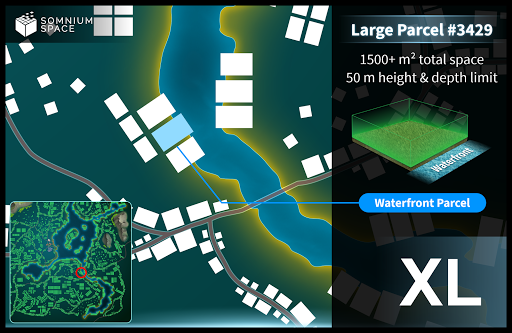 SOMNIUM
SPACE
Large Parcel #3429
1500+ m² total space
50 m height & depth limit
Waterfront
Waterfront Parcel
XL